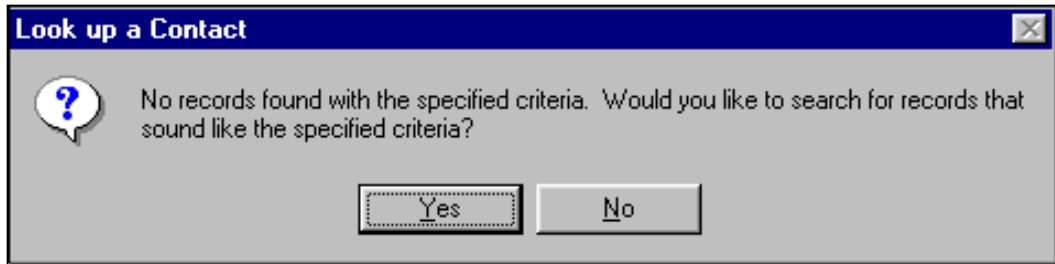 Look up a Contact
No records found with the specified criteria.  Would you like to search for records that
sound like the specified criteria?
Yes
No